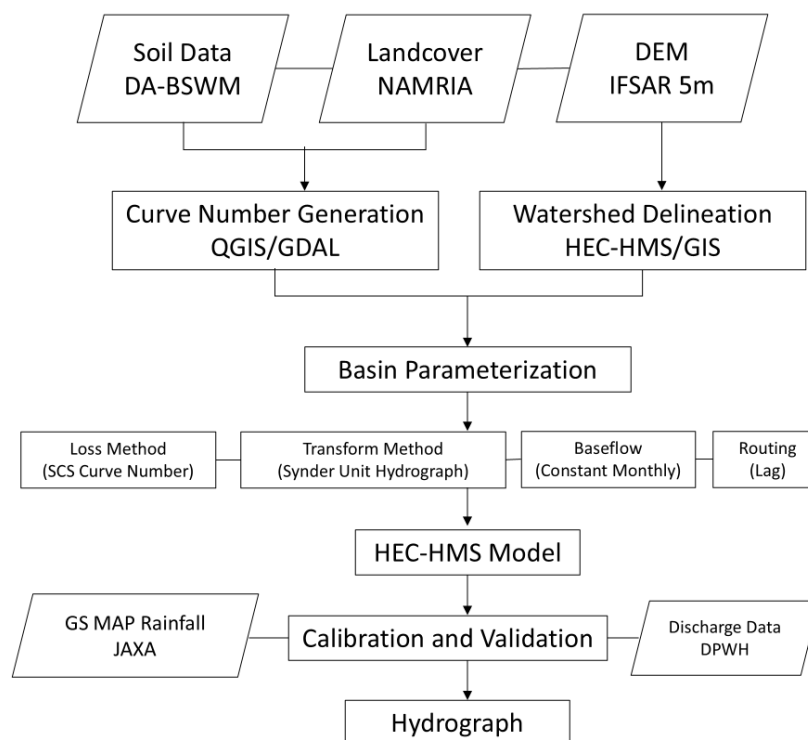 Soil Data
DA-BSWM
Landcover
NAMRIA
DEM
IFSAR 5m
Curve Number Generation
QGIS/GDAL
Watershed Delineation
HEC-HMS/GIS
Basin Parameterization
Loss Method
(SCS Curve Number)
Transform Method
(Synder Unit Hydrograph)
Baseflow
(Constant Monthly)
Routing
(Lag)
HEC-HMS Model
GS MAP Rainfall
JAXA
Calibration and Validation
Discharge Data
DPWH
Hydrograph